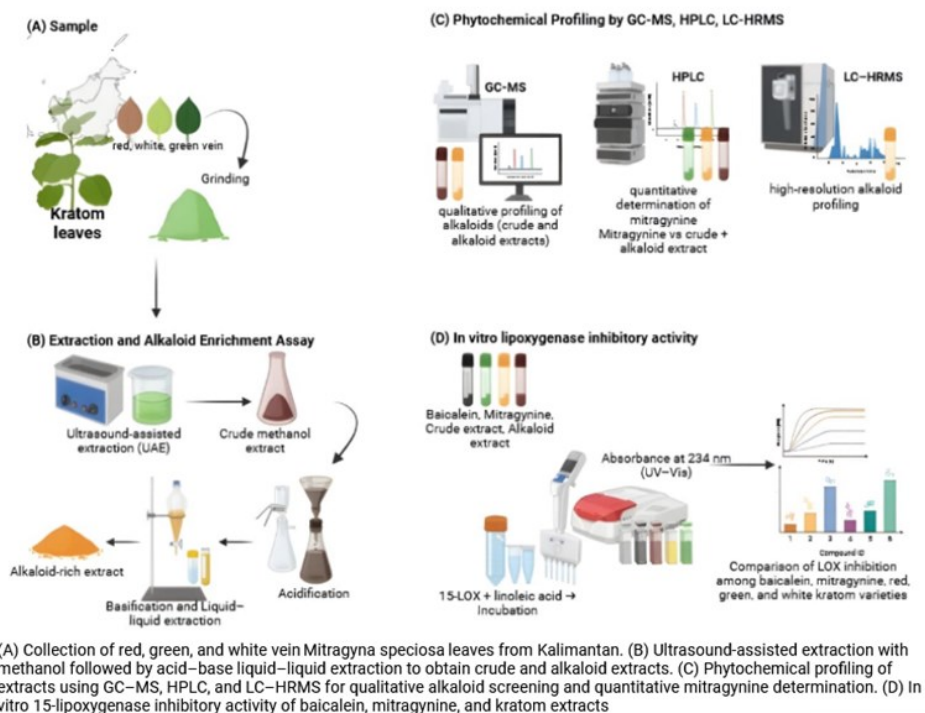 (A) Sample
red, white, green vein
Grinding
Kratom
leaves
(B) Extraction and Alkaloid Enrichment Assay
Ultrasound-assisted
extraction (UAE)
Crude methanol
extract
Acidification
Basification and Liquid–
liquid extraction
Alkaloid-rich extract
(C) Phytochemical Profiling by GC-MS, HPLC, LC-HRMS
GC-MS
qualitative profiling of
alkaloids (crude and
alkaloid extracts)
HPLC
quantitative
determination of
mitragynine
Mitragynine vs crude +
alkaloid extract
LC–HRMS
high-resolution alkaloid
profiling
(D) In vitro lipoxygenase inhibitory activity
Baicalein, Mitragynine,
Crude extract, Alkaloid
extract
15-LOX + linoleic acid →
Incubation
Absorbance at 234 nm
(UV–Vis)
1 2 3 4 5 6
Compound ID
Comparison of LOX inhibition
among baicalein, mitragynine, red,
green, and white kratom varieties
(A) Collection of red, green, and white vein Mitragyna speciosa leaves from Kalimantan. (B) Ultrasound-assisted extraction with
methanol followed by acid–base liquid–liquid extraction to obtain crude and alkaloid extracts. (C) Phytochemical profiling of
extracts using GC–MS, HPLC, and LC–HRMS for qualitative alkaloid screening and quantitative mitragynine determination. (D) In
vitro 15-lipoxygenase inhibitory activity of baicalein, mitragynine, and kratom extracts